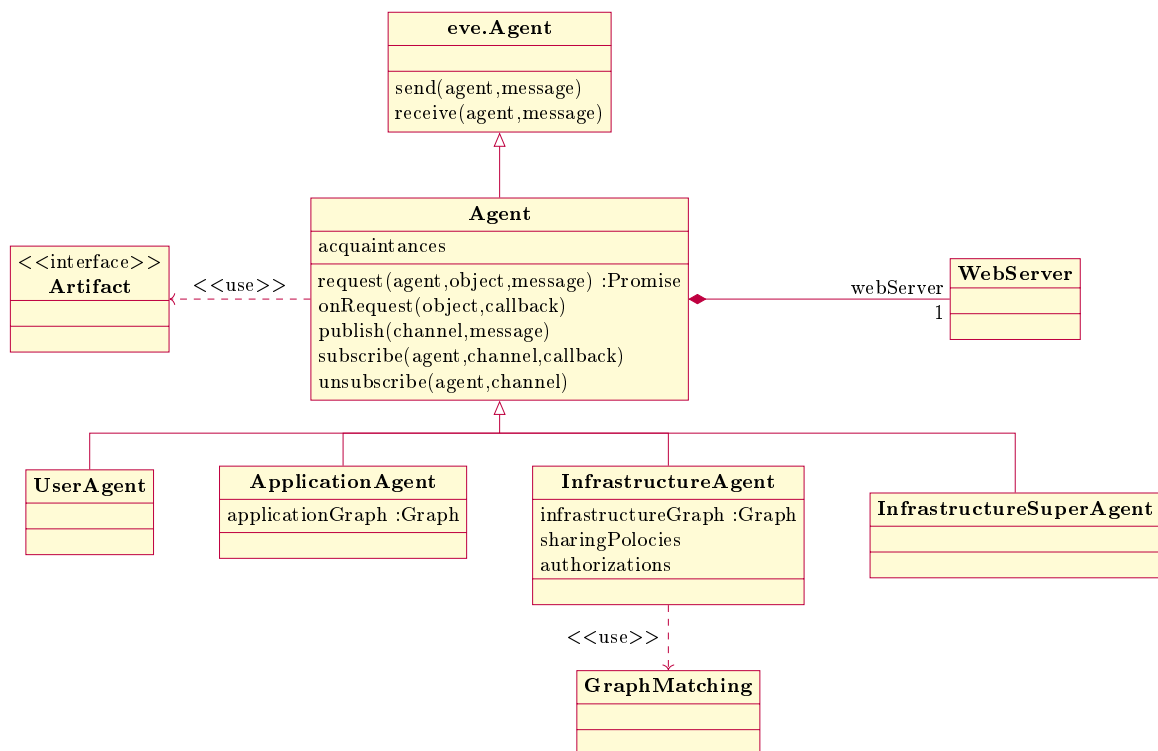 eve.Agent
send(agent,message)
receive(agent,message)
Agent
acquaintances
request(agent,object,message) :Promise
onRequest(object,callback)
publish(channel,message)
subscribe(agent,channel,callback)
unsubscribe(agent,channel)
<<interface>>
Artifact
<<use>>
webServer
1
WebServer
UserAgent
ApplicationAgent
applicationGraph :Graph
InfrastructureAgent
infrastructureGraph :Graph
sharingPolocies
authorizations
InfrastructureSuperAgent
<<use>>
GraphMatching